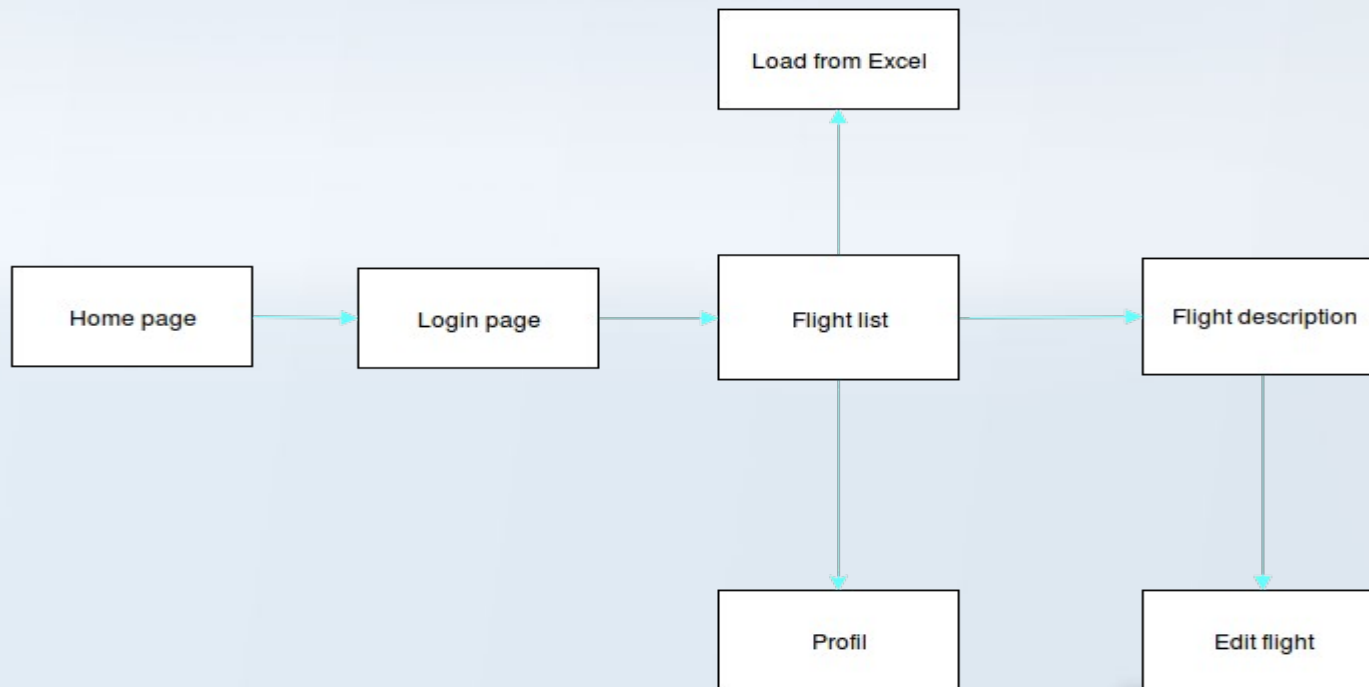 Load from Excel
Home page
Login page
Flight list
Flight description
Profil
Edit flight